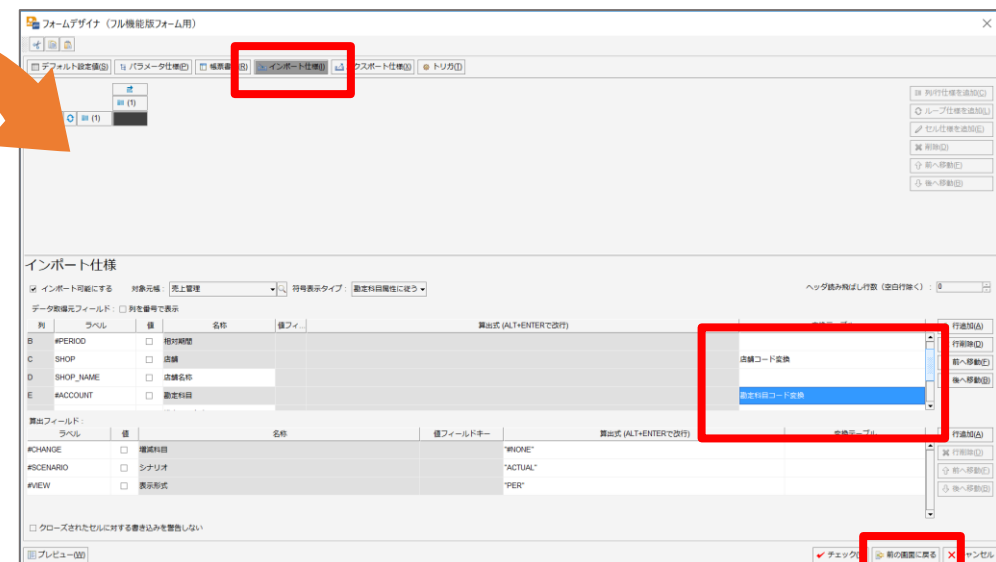 フォームデザイナ（フル機能版フォーム用）
デフォルト設定値(S) パラメータ仕様(P) 帳票 (R) インポート仕様(I) クスポート仕様(X) トリガ(T)
(1)
(1)
列/行仕様を追加(C)
ループ仕様を追加(L)
セル仕様を追加(E)
削除(D)
前へ移動(F)
後へ移動(B)
インポート仕様
インポート可能にする 対象元帳： 売上管理 符号表示タイプ： 勘定科目属性に従う ヘッダ読み飛ばし行数（空白行除く）： 0
データ取得元フィールド： 列を番号で表示
列 ラベル 値 名称 値フィ... 算出式 (ALT+ENTERで改行) 行追加(A)
B #PERIOD 相対期間 行削除(D)
C SHOP 店舗 店舗コード変換 前へ移動(F)
D SHOP_NAME 店舗名称 後へ移動(B)
E #ACCOUNT 勘定科目 勘定科目コード変換
算出フィールド：
ラベル 値 名称 値フィールドキー 算出式 (ALT+ENTERで改行) 変換テーブル 行追加(A)
#CHANGE 増減科目 "#NONE" 行削除(D)
#SCENARIO シナリオ "ACTUAL" 前へ移動(F)
#VIEW 表示形式 "PER" 後へ移動(B)
クローズされたセルに対する書き込みを警告しない
プレビュー(W) チェック( 前の画面に戻る ャンセル